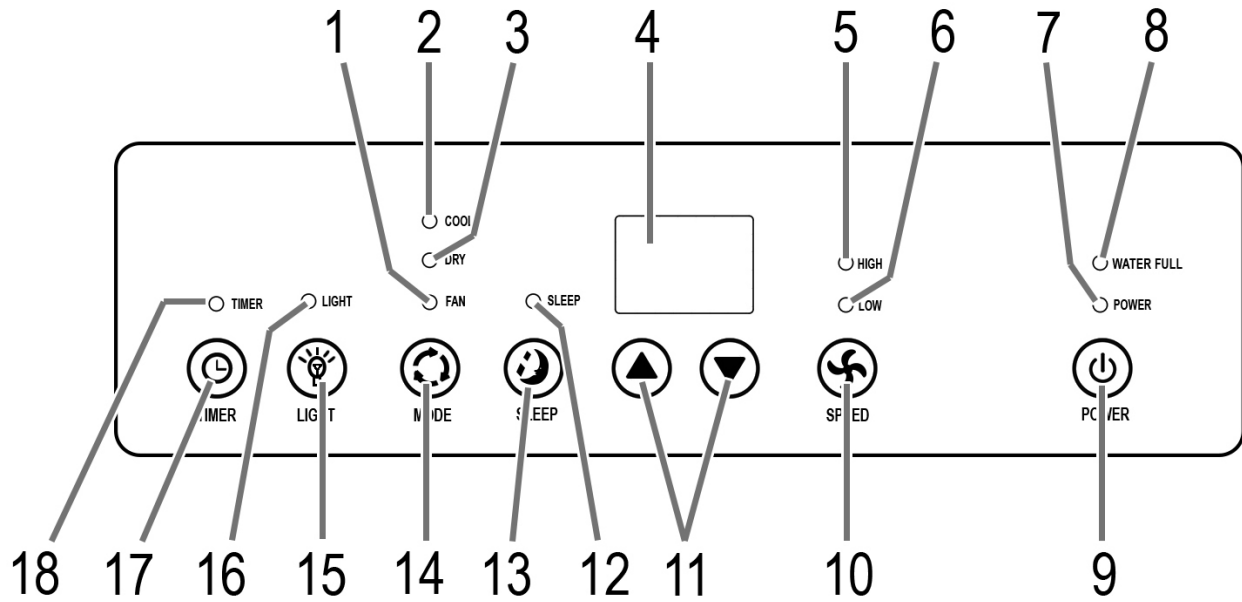 1 2 3 4 5 6 7 8
COOL
DRY
HIGH
WATER FULL
TIMER
LIGHT
FAN
SLEEP
LOW
POWER
TIMER
LIGHT
MODE
SLEEP
SPEED
POWER
18 17 16 15 14 13 12 11 10 9